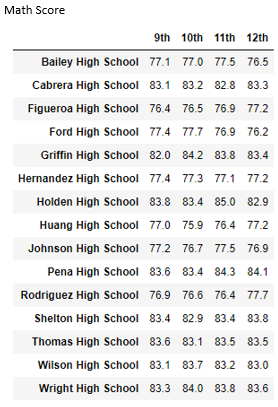 Math Score
9th 10th 11th 12th
Bailey High School 77.1 77.0 77.5 76.5
Cabrera High School 83.1 83.2 82.8 83.3
Figueroa High School 76.4 76.5 76.9 77.2
Ford High School 77.4 77.7 76.9 76.2
Griffin High School 82.0 84.2 83.8 83.4
Hernandez High School 77.4 77.3 77.1 77.2
Holden High School 83.8 83.4 85.0 82.9
Huang High School 77.0 75.9 76.4 77.2
Johnson High School 77.2 76.7 77.5 76.9
Pena High School 83.6 83.4 84.3 84.1
Rodriguez High School 76.9 76.6 76.4 77.7
Shelton High School 83.4 82.9 83.4 83.8
Thomas High School 83.6 83.1 83.5 83.5
Wilson High School 83.1 83.7 83.2 83.0
Wright High School 83.3 84.0 83.8 83.6